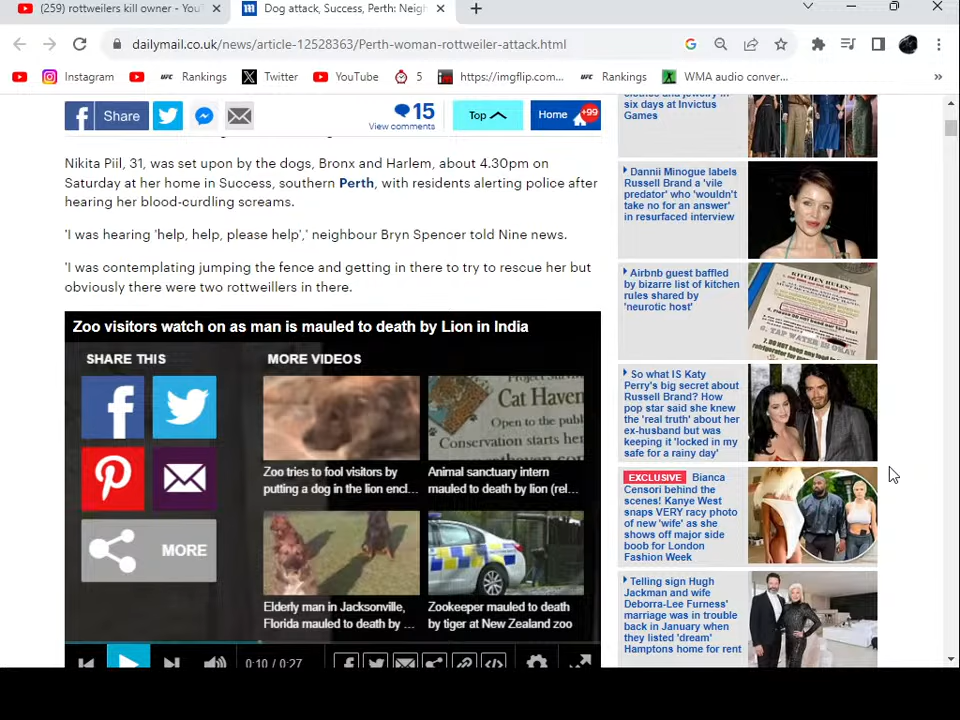 (259) rottweilers kill owner - You
Dog attack, Success, Perth: Neigh
dailymail.co.uk/news/article-12528363/Perth-woman-rottweiler-attack.html
Instagram
UFC Rankings
Twitter
YouTube
5
https://imgflip.com...
UFC Rankings
WMA audio conver...
»
Share
15
View comments
Top
Home
+99
Nikita Piil, 31, was set upon by the dogs, Bronx and Harlem, about 4.30pm on
Saturday at her home in Success, southern Perth, with residents alerting police after
hearing her blood-curdling screams.
'I was hearing 'help, help, please help',' neighbour Bryn Spencer told Nine news.
'I was contemplating jumping the fence and getting in there to try to rescue her but
obviously there were two rottweillers in there.
Zoo visitors watch on as man is mauled to death by Lion in India
SHARE THIS
MORE VIDEOS
MORE
Cat Haven
Open to the publ
Conservation starts her
Zoo tries to fool visitors by
putting a dog in the lion encl...
Animal sanctuary intern
mauled to death by lion (rel...
Elderly man in Jacksonville,
Florida mauled to death by ...
Zookeeper mauled to death
by tiger at New Zealand zoo
0:10 / 0:27
six days at Invictus
Games
Dannii Minogue labels
Russell Brand a 'vile
predator' who 'wouldn't
take no for an answer'
in resurfaced interview
Airbnb guest baffled
by bizarre list of kitchen
rules shared by
'neurotic host'
KITCHEN RULES:
So what IS Katy
Perry's big secret about
Russell Brand? How
pop star said she knew
the 'real truth' about her
ex-husband but was
keeping it 'locked in my
safe for a rainy day'
EXCLUSIVE Bianca
Censori behind the
scenes! Kanye West
snaps VERY racy photo
of new 'wife' as she
shows off major side
boob for London
Fashion Week
Telling sign Hugh
Jackman and wife
Deborra-Lee Furness'
marriage was in trouble
back in January when
they listed 'dream'
Hamptons home for rent